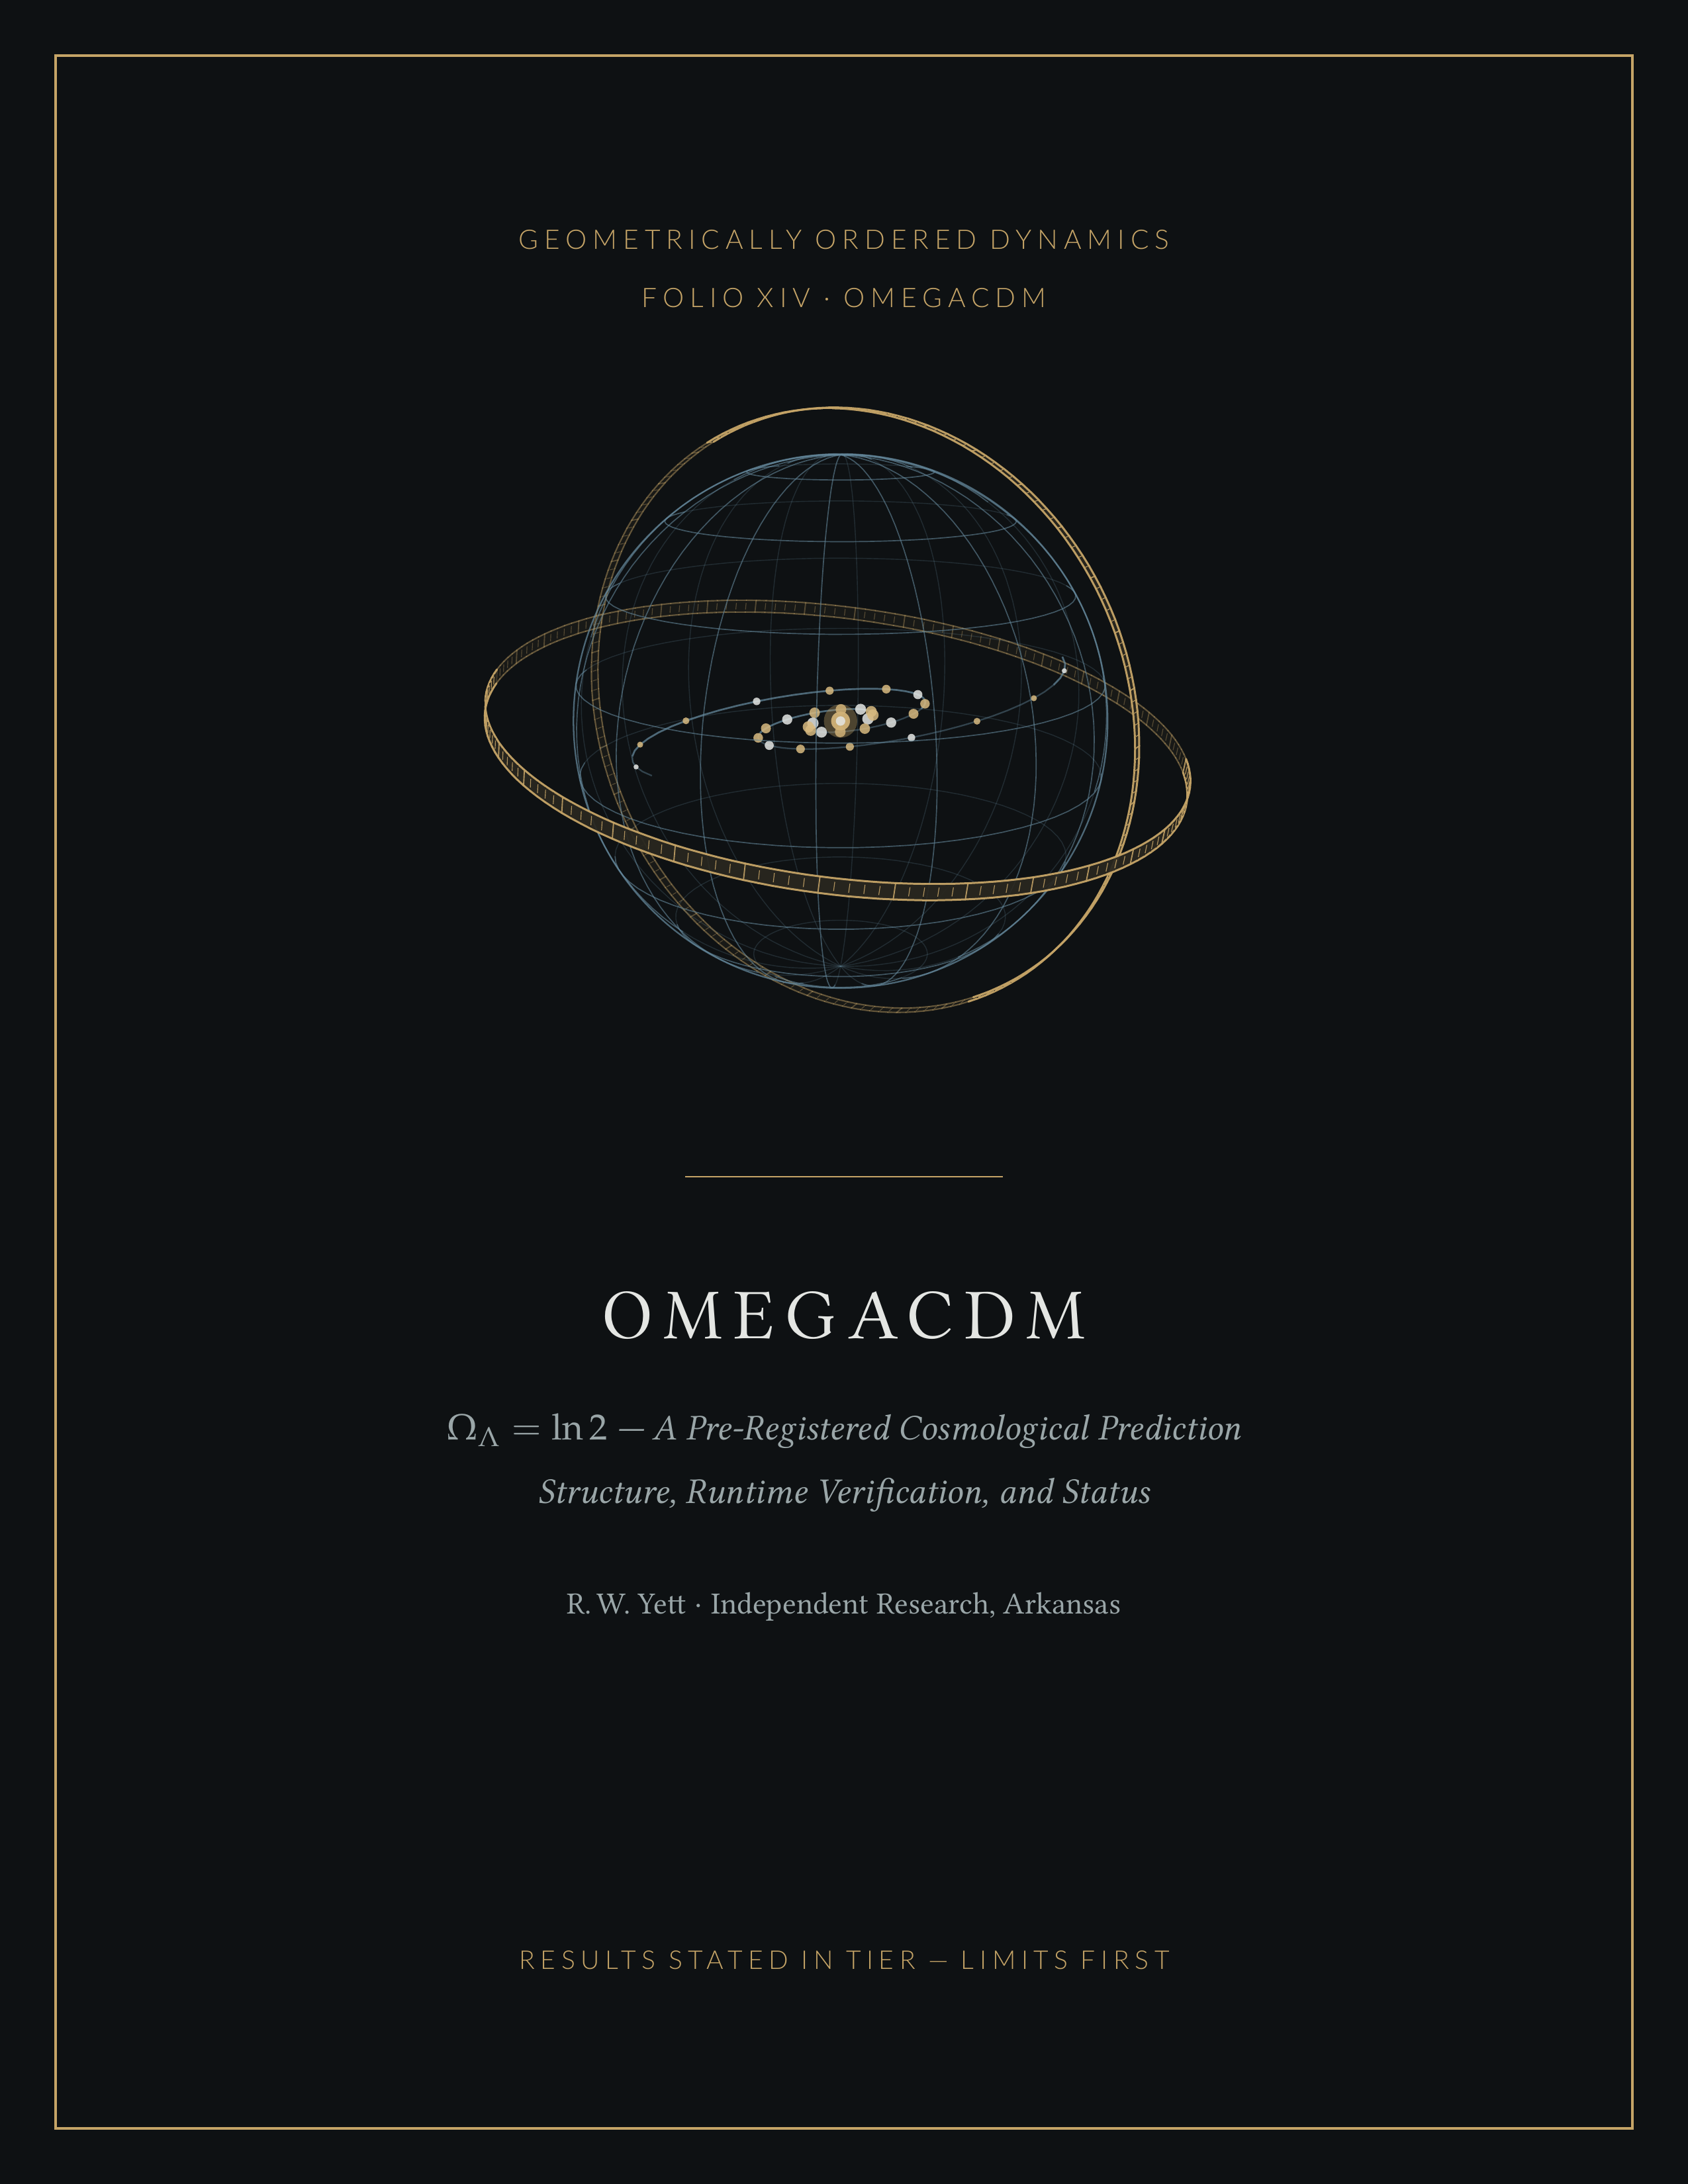 GEOMETRICALLY ORDERED DYNAMICS
FOLIO XIV · OMEGACDM
OMEGACDM
Ω_Λ = ln 2 — A Pre-Registered Cosmological Prediction
Structure, Runtime Verification, and Status
R. W. Yett · Independent Research, Arkansas
RESULTS STATED IN TIER — LIMITS FIRST